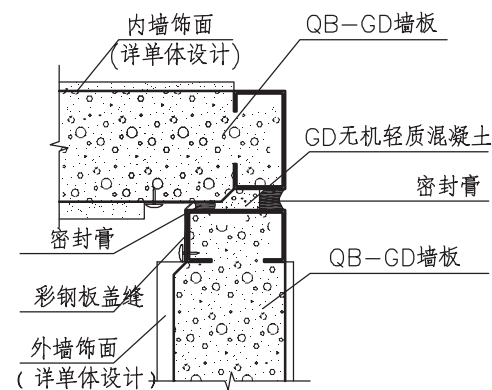 内墙饰面
(详单体设计)
QB-GD墙板
GD无机轻质混凝土
密封膏
密封膏
QB-GD墙板
彩钢板盖缝
外墙饰面
(详单体设计)